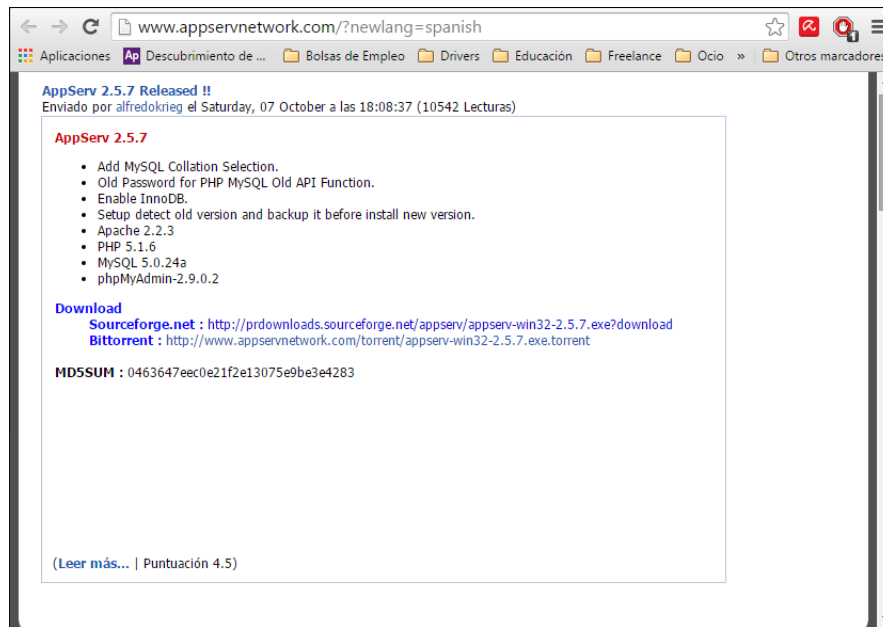 www.appservnetwork.com/?newlang=spanish
1
Aplicaciones Ap Descubrimiento de ... Bolsas de Empleo Drivers Educación Freelance Ocio » Otros marcadores
AppServ 2.5.7 Released !!
Enviado por alfredokrieg el Saturday, 07 October a las 18:08:37 (10542 Lecturas)
AppServ 2.5.7
• Add MySQL Collation Selection.
• Old Password for PHP MySQL Old API Function.
• Enable InnoDB.
• Setup detect old version and backup it before install new version.
• Apache 2.2.3
• PHP 5.1.6
• MySQL 5.0.24a
• phpMyAdmin-2.9.0.2
Download
Sourceforge.net : http://prdownloads.sourceforge.net/appserv/appserv-win32-2.5.7.exe?download
Bittorrent : http://www.appservnetwork.com/torrent/appserv-win32-2.5.7.exe.torrent
MD5SUM : 0463647eec0e21f2e13075e9be3e4283
(Leer más... | Puntuación 4.5)